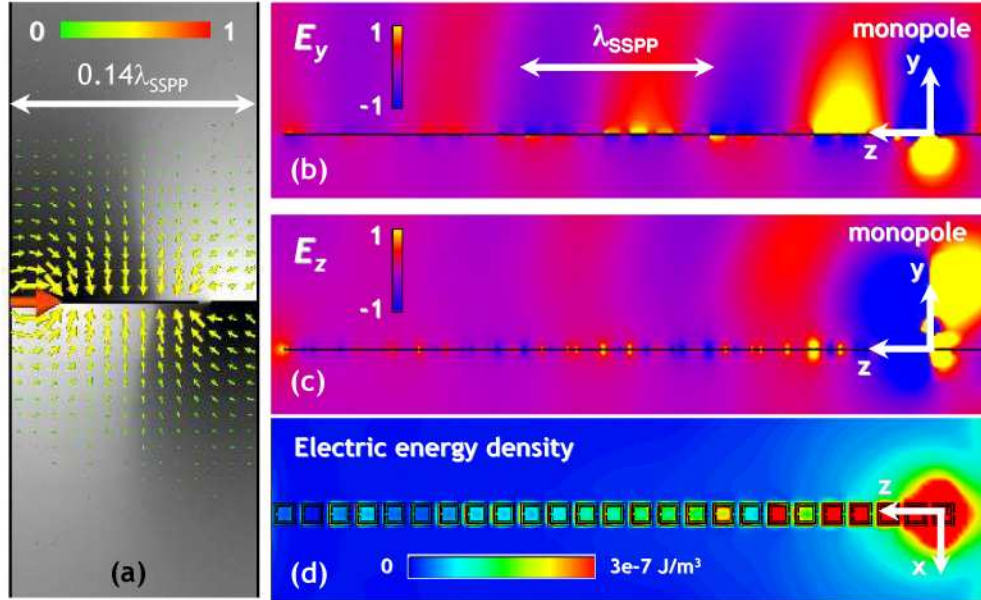 0 1
0.14λSSPP
(a)
Ey
1
-1
λSSPP
monopole
y
z
(b)
Ez
1
-1
monopole
y
z
(c)
Electric energy density
z
x
0 3e-7 J/m³
(d)